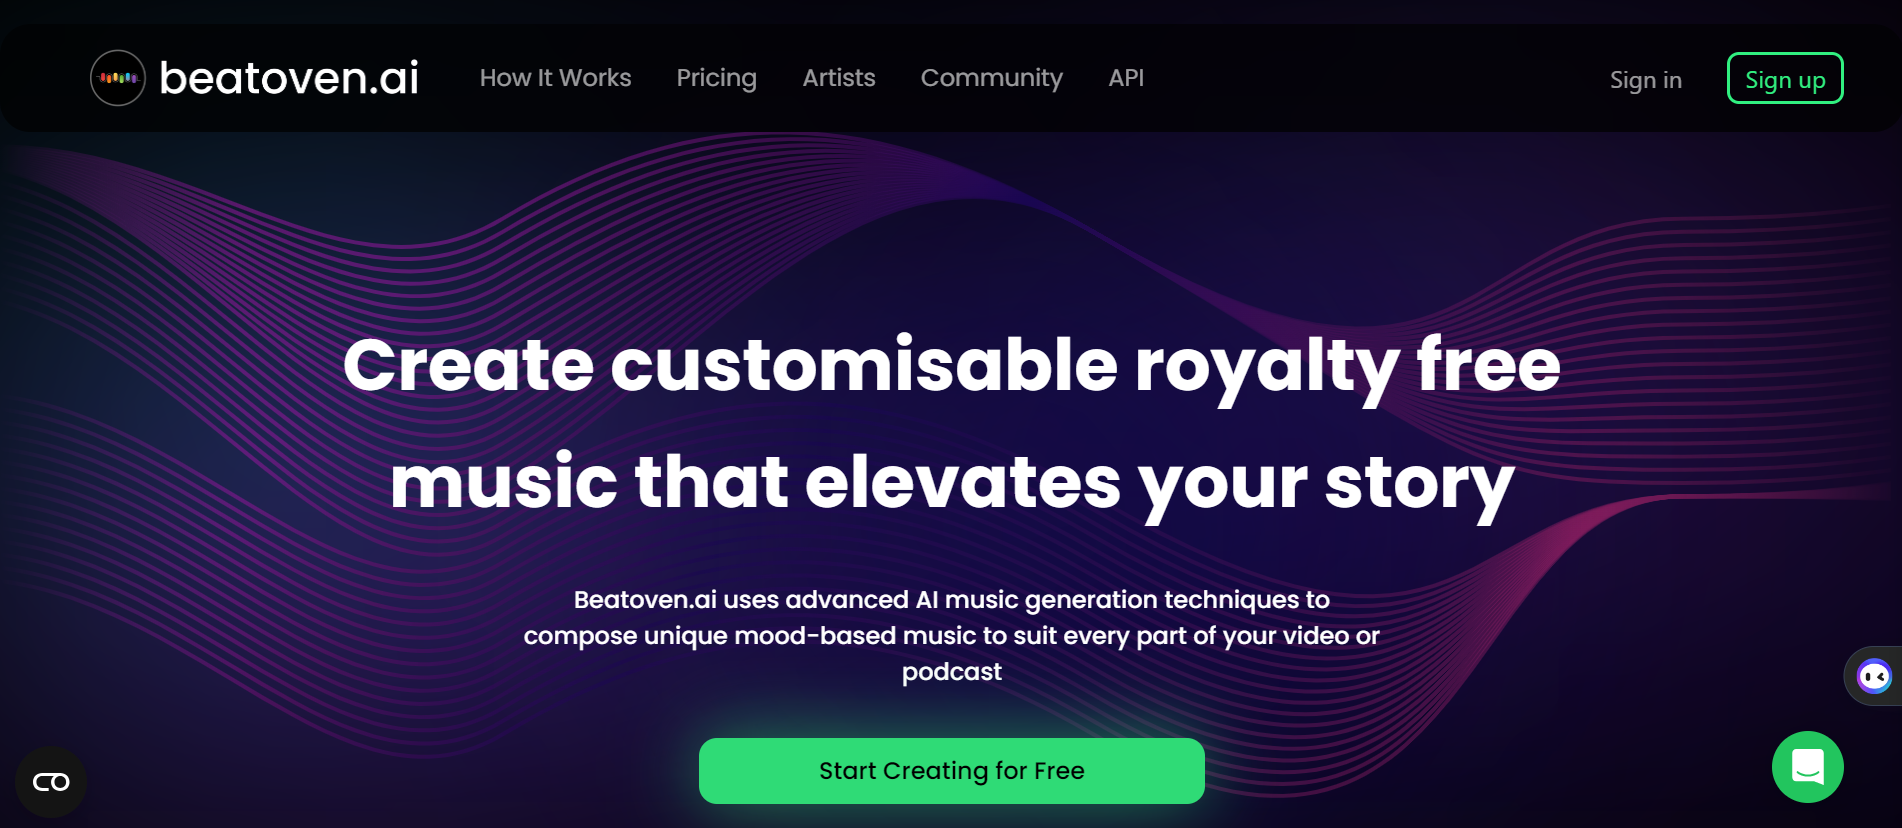 beatoven.ai
How It Works
Pricing
Artists
Community
API
Sign in
Sign up
Create customisable royalty free
music that elevates your story
Beatoven.ai uses advanced AI music generation techniques to
compose unique mood-based music to suit every part of your video or
podcast
Start Creating for Free